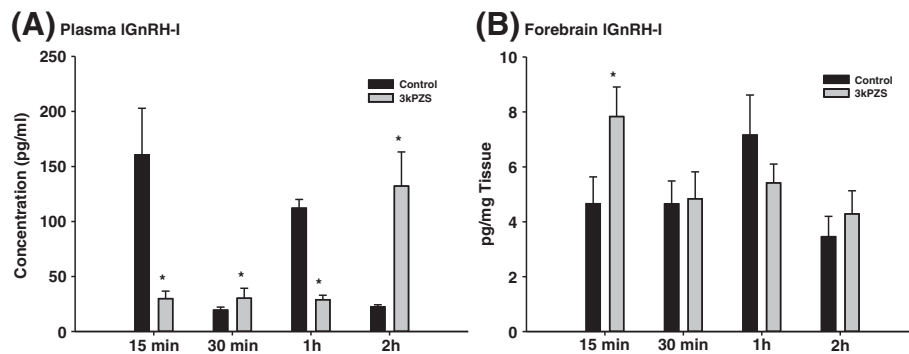 (A) Plasma lGnRH-I
250
200
150
100
50
0
Concentration (pg/ml)
Control
3kPZS
*
*
*
*
15 min 30 min 1h 2h
(B) Forebrain lGnRH-I
10
8
6
4
2
0
pg/mg Tissue
Control
3kPZS
*
15 min 30 min 1h 2h